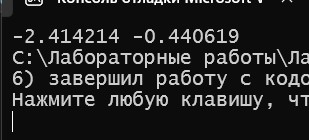 Консоль отладки Microsoft V
-2.414214 -0.440619
C:\Лабораторные работы\Ла
6) завершил работу с кодо
Нажмите любую клавишу, чт